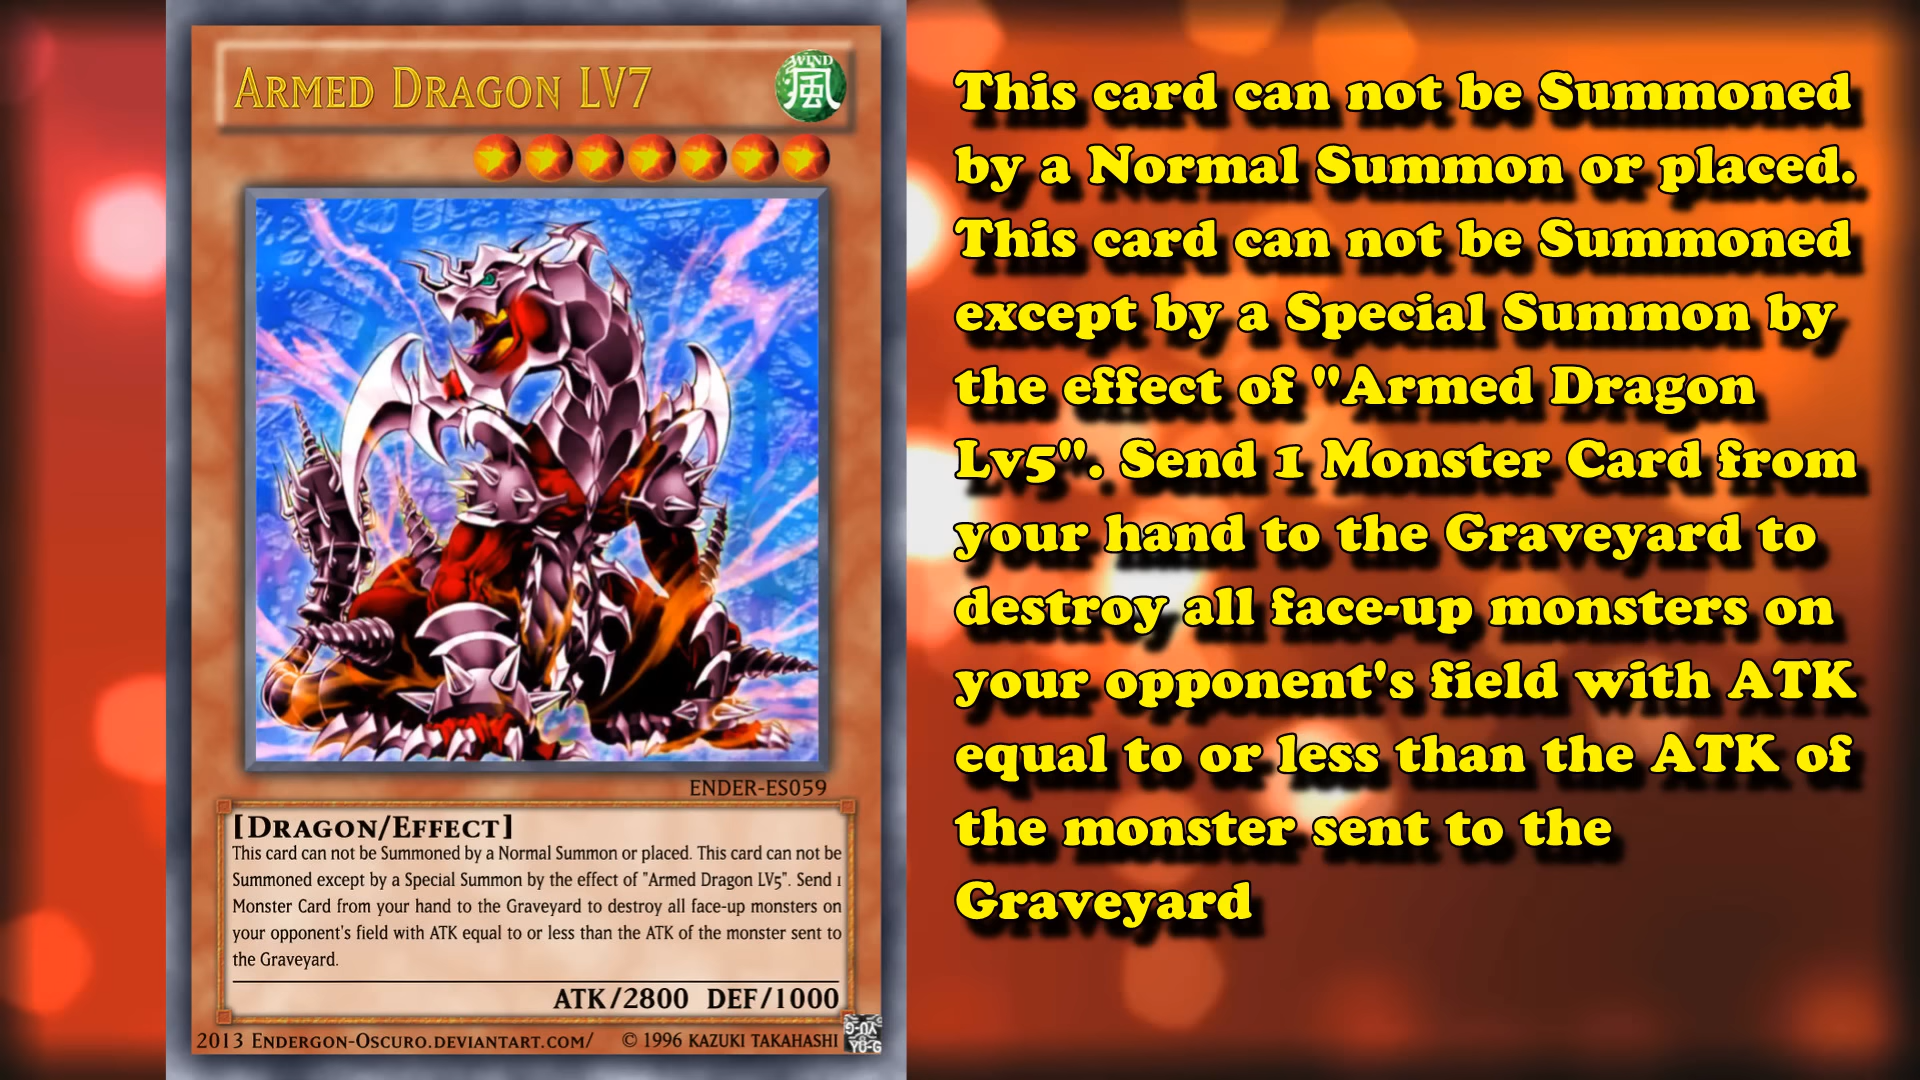 ARMED DRAGON LV7
WIND
風
ENDER-ES059
[DRAGON/EFFECT]
This card can not be Summoned by a Normal Summon or placed. This card can not be
Summoned except by a Special Summon by the effect of "Armed Dragon LV5". Send 1
Monster Card from your hand to the Graveyard to destroy all face-up monsters on
your opponent's field with ATK equal to or less than the ATK of the monster sent to
the Graveyard.
ATK/2800 DEF/1000
2013 ENDERGON-OSCURO.DEVIANTART.COM/ © 1996 KAZUKI TAKAHASHI
This card can not be Summoned
by a Normal Summon or placed.
This card can not be Summoned
except by a Special Summon by
the effect of "Armed Dragon
Lv5". Send 1 Monster Card from
your hand to the Graveyard to
destroy all face-up monsters on
your opponent's field with ATK
equal to or less than the ATK of
the monster sent to the
Graveyard